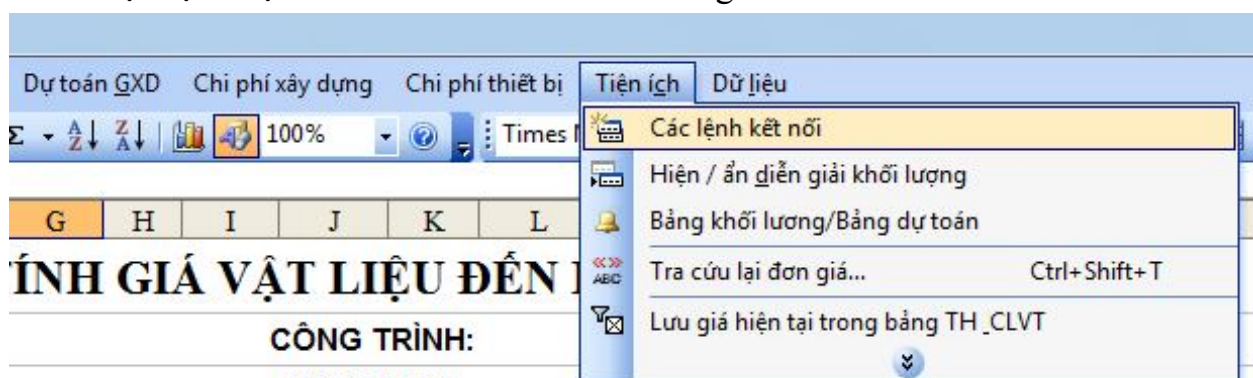 Dự toán GXD Chi phí xây dựng Chi phí thiết bị Tiện ích Dữ liệu
Σ 100% Times
Các lệnh kết nối
Hiện / ẩn diễn giải khối lượng
G H I J K L
Bảng khối lương/Bảng dự toán
ÍNH GIÁ VẬT LIỆU ĐẾN
Tra cứu lại đơn giá... Ctrl+Shift+T
Lưu giá hiện tại trong bảng TH_CLVT
CÔNG TRÌNH: